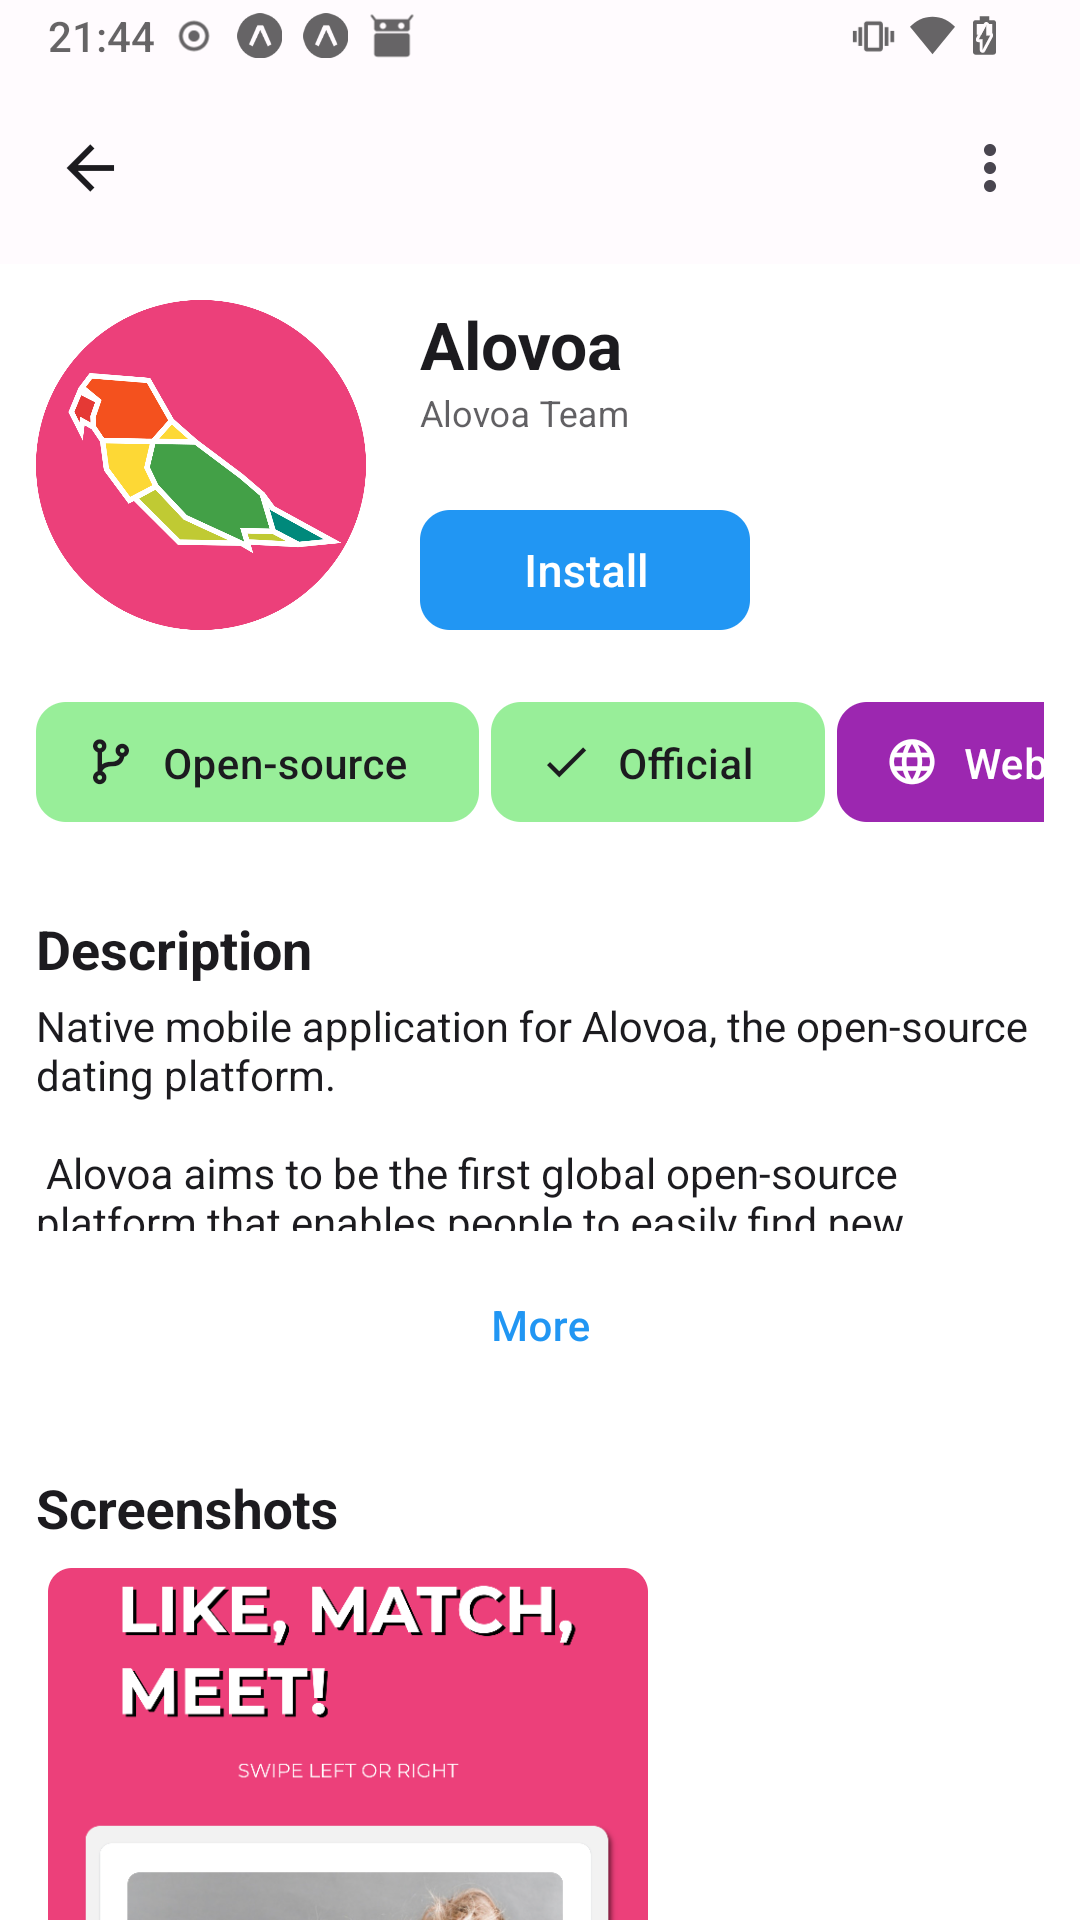 21:44
Alovoa
Alovoa Team
Install
Open-source
Official
Web
Description
Native mobile application for Alovoa, the open-source
dating platform.
Alovoa aims to be the first global open-source
platform that enables people to easily find new
More
Screenshots
LIKE, MATCH,
MEET!
SWIPE LEFT OR RIGHT